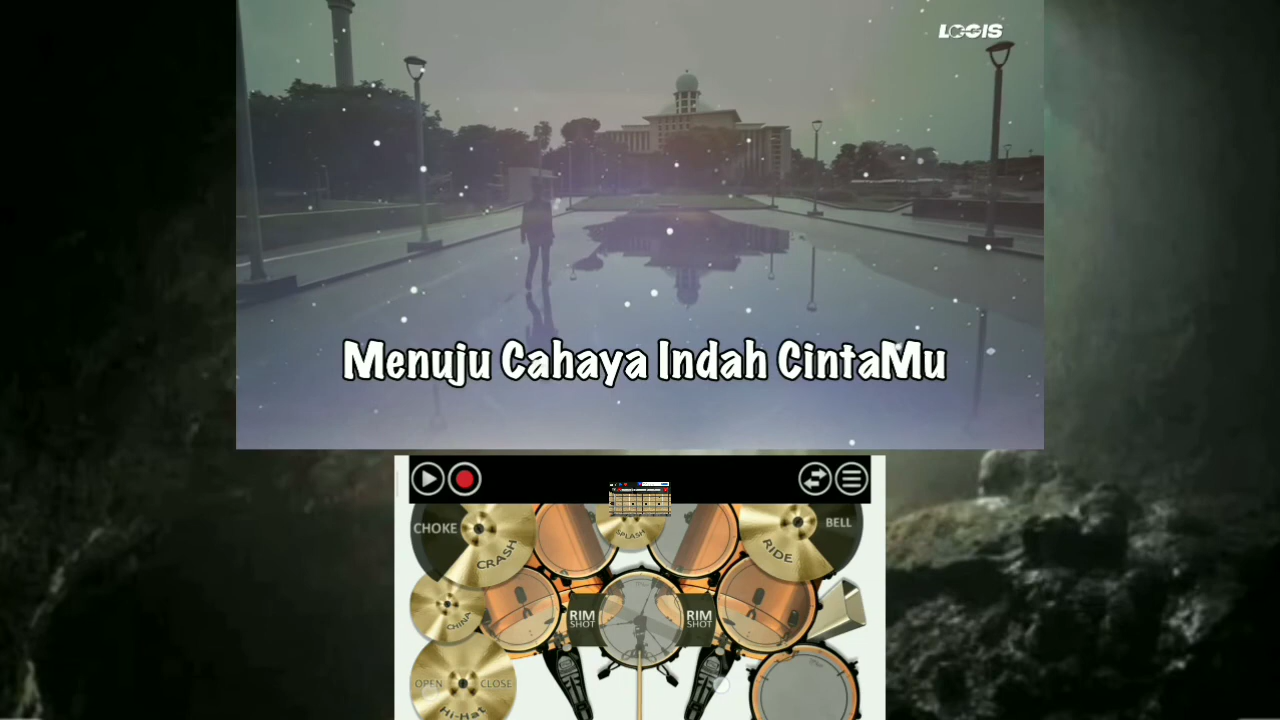 LOGIS
Menuju Cahaya Indah CintaMu
CHOKE
CRASH
SPLASH
RIDE
BELL
CHINA
RIM
SHOT
RIM
SHOT
OPEN
CLOSE
Hi-Hat